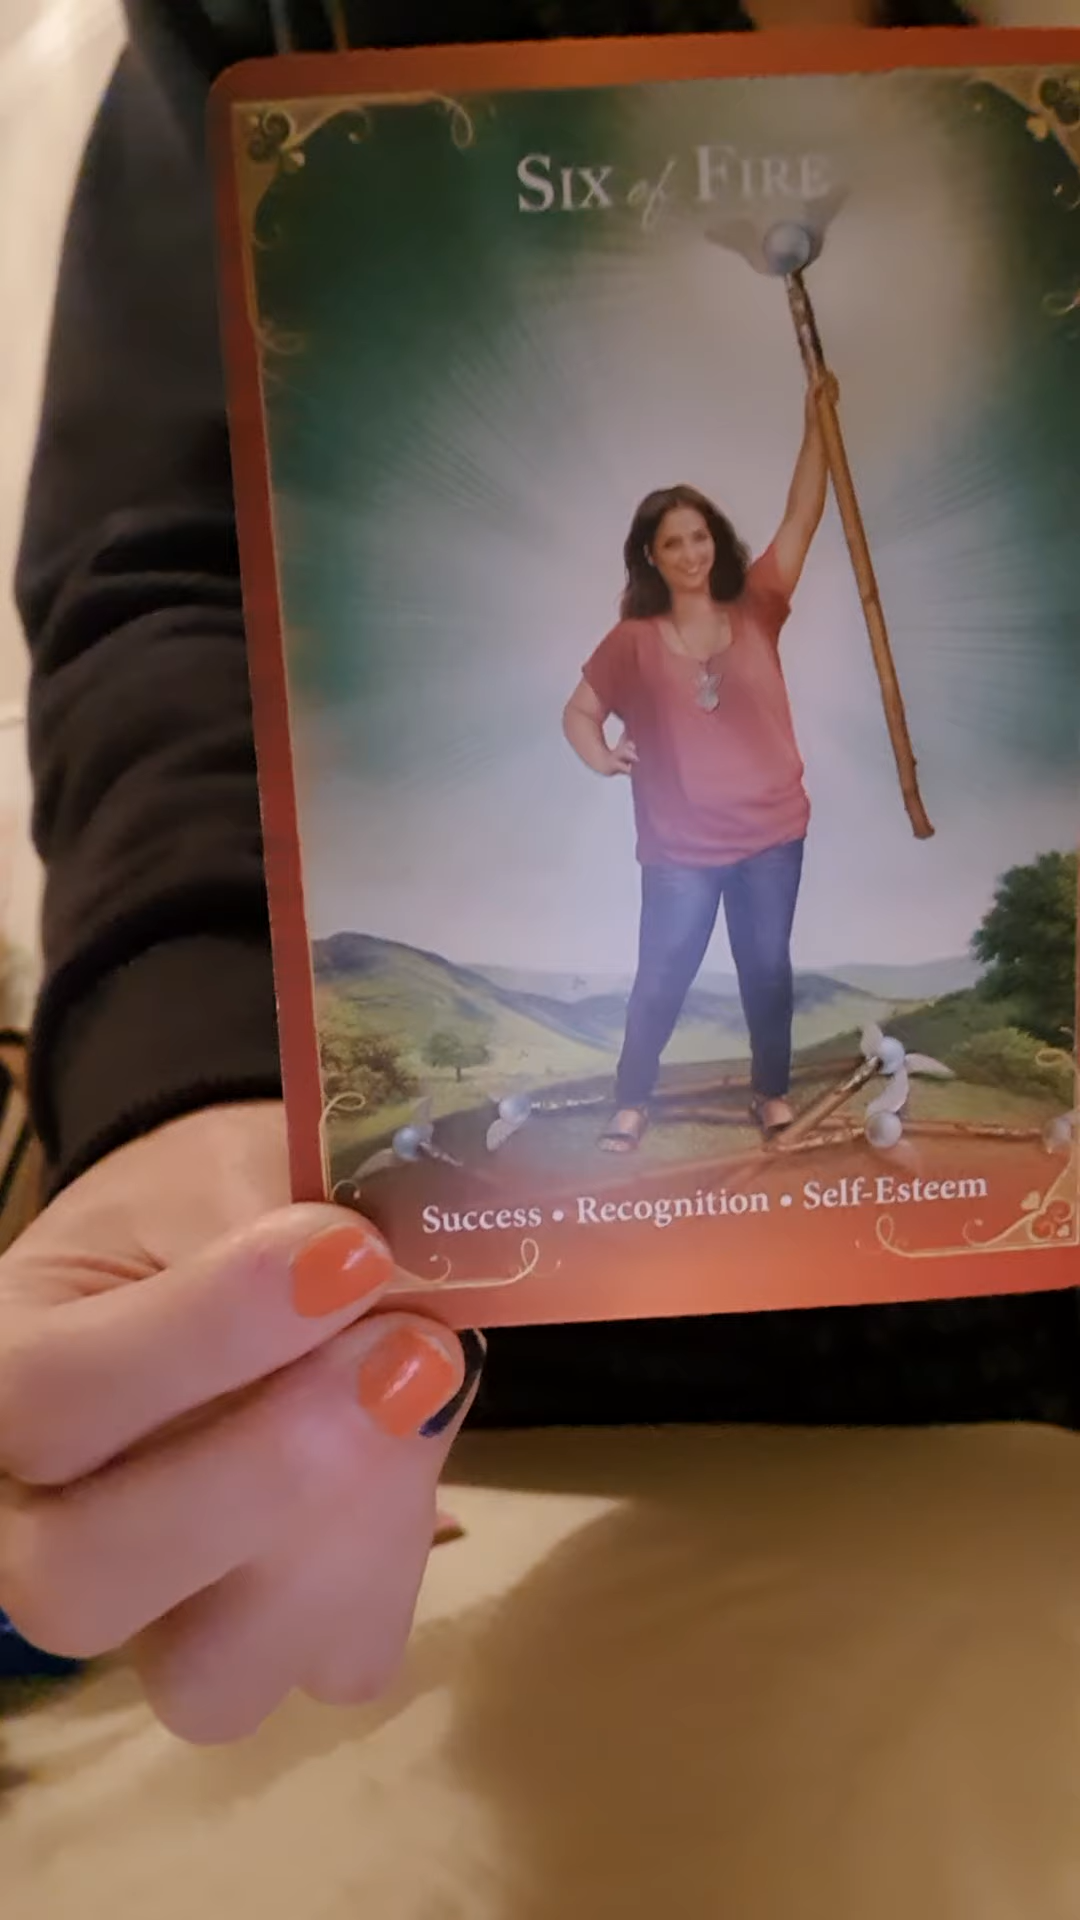 Six of Fire
Success • Recognition • Self-Esteem